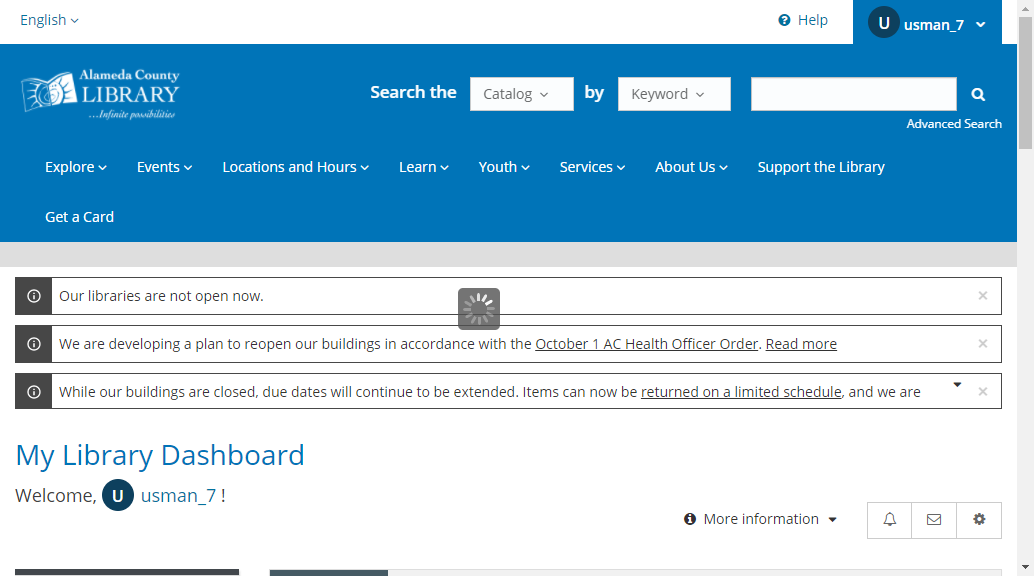 English
Help
U usman_7
Alameda County
LIBRARY
...Infinite possibilities
Search the Catalog by Keyword
Advanced Search
Explore Events Locations and Hours Learn Youth Services About Us Support the Library
Get a Card
Our libraries are not open now.
We are developing a plan to reopen our buildings in accordance with the October 1 AC Health Officer Order. Read more
While our buildings are closed, due dates will continue to be extended. Items can now be returned on a limited schedule, and we are
My Library Dashboard
Welcome, U usman_7 !
More information